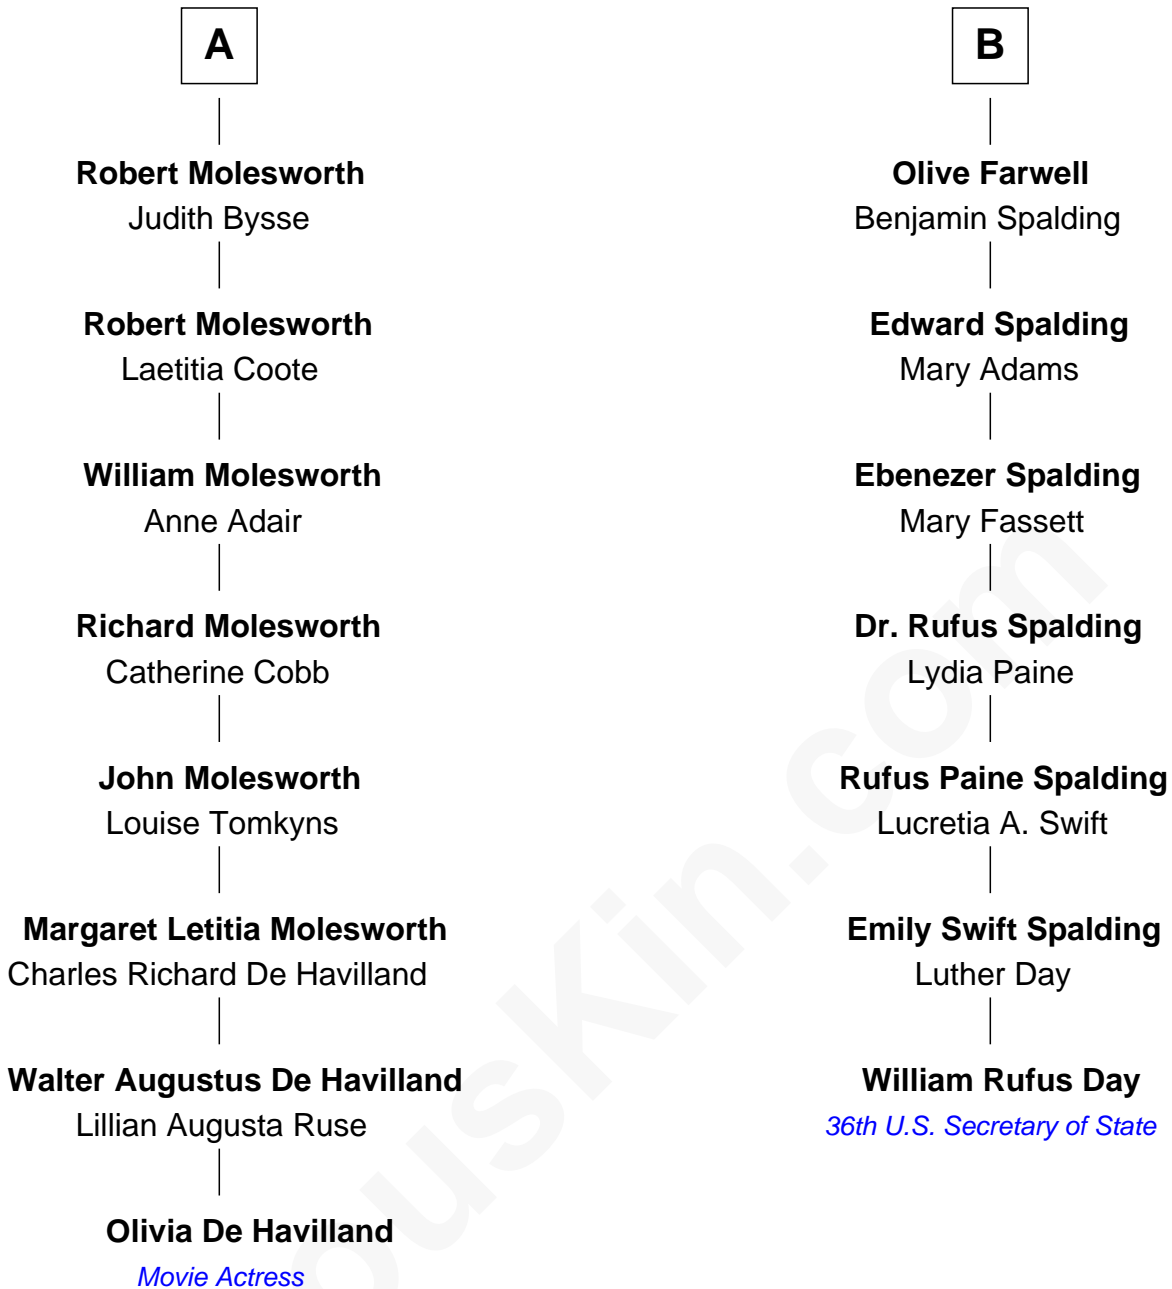 A
Robert Molesworth
Judith Bysse
Robert Molesworth
Laetitia Coote
William Molesworth
Anne Adair
Richard Molesworth
Catherine Cobb
John Molesworth
Louise Tomkyns
Margaret Letitia Molesworth
Charles Richard De Havilland
Walter Augustus De Havilland
Lillian Augusta Ruse
Olivia De Havilland
Movie Actress
B
Olive Farwell
Benjamin Spalding
Edward Spalding
Mary Adams
Ebenezer Spalding
Mary Fassett
Dr. Rufus Spalding
Lydia Paine
Rufus Paine Spalding
Lucretia A. Swift
Emily Swift Spalding
Luther Day
William Rufus Day
36th U.S. Secretary of State
ousKin.com